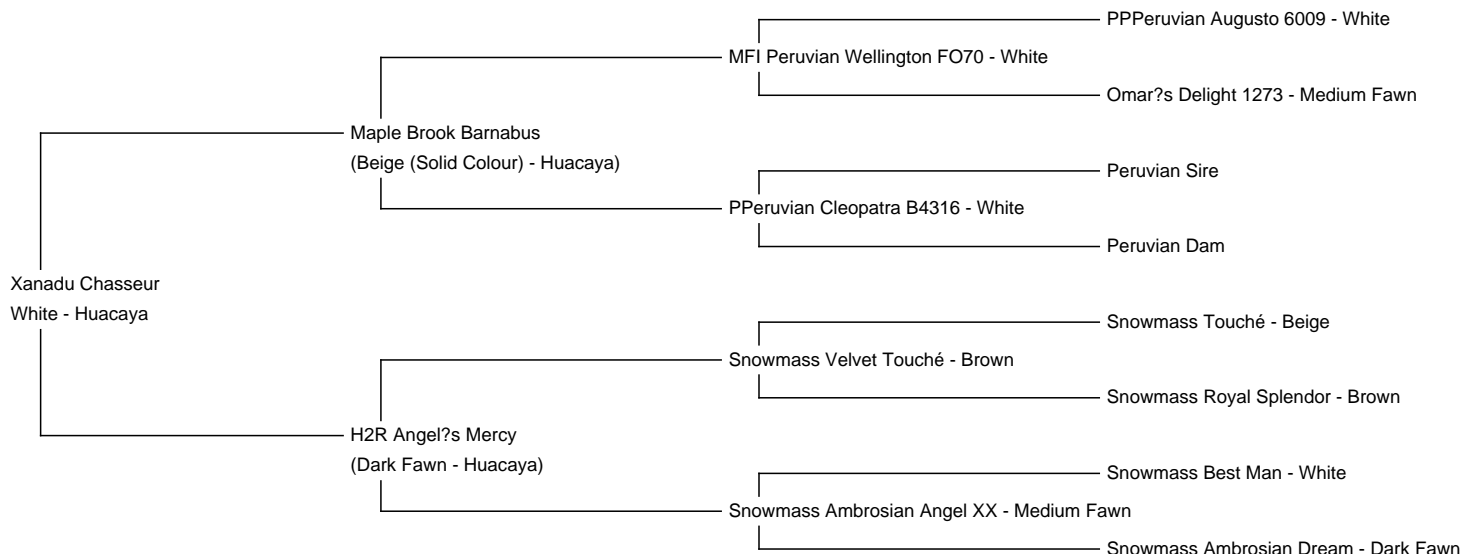 PPPeruvian Augusto 6009 - White
MFI Peruvian Wellington FO70 - White
Omar?s Delight 1273 - Medium Fawn
Maple Brook Barnabus
(Beige (Solid Colour) - Huacaya)
Peruvian Sire
PPeruvian Cleopatra B4316 - White
Peruvian Dam
Xanadu Chasseur
White - Huacaya
Snowmass Touché - Beige
Snowmass Velvet Touché - Brown
Snowmass Royal Splendor - Brown
H2R Angel?s Mercy
(Dark Fawn - Huacaya)
Snowmass Best Man - White
Snowmass Ambrosian Angel XX - Medium Fawn
Snowmass Ambrosian Dream - Dark Fawn